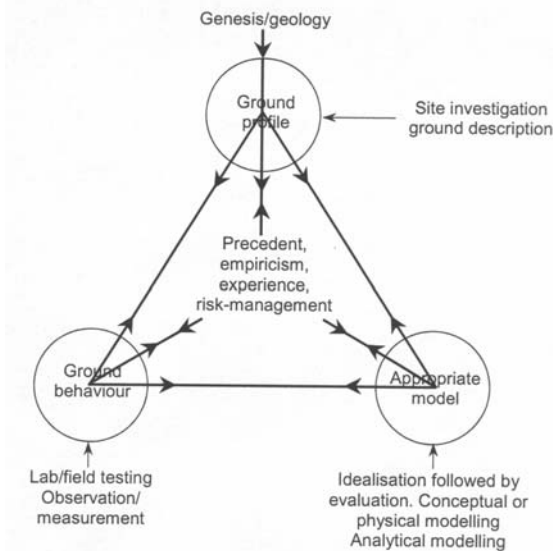 Genesis/geology
Ground
profile
Site investigation
ground description
Precedent,
empiricism,
experience,
risk-management
Ground
behaviour
Appropriate
model
Lab/field testing
Observation/
measurement
Idealisation followed by
evaluation. Conceptual or
physical modelling
Analytical modelling